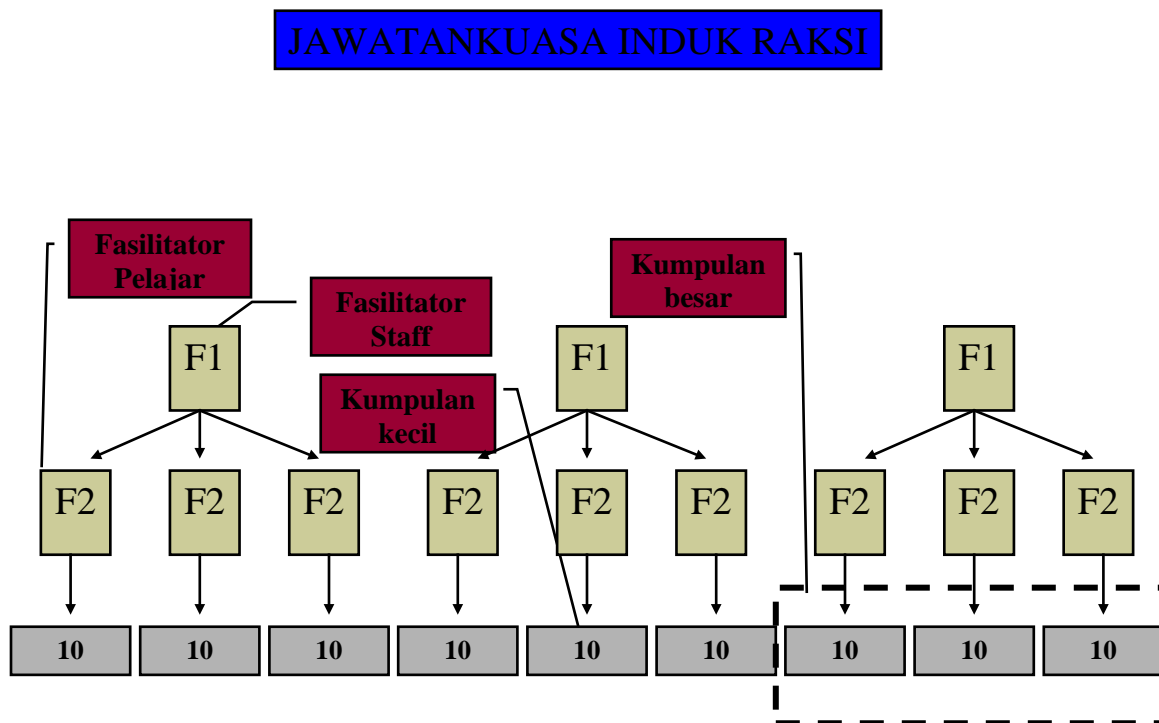 JAWATANKUASA INDUK RAKSI
Fasilitator
Pelajar
Kumpulan
besar
Fasilitator
Staff
F1
F1
F1
Kumpulan
kecil
F2
F2
F2
F2
F2
F2
F2
F2
F2
10
10
10
10
10
10
10
10
10